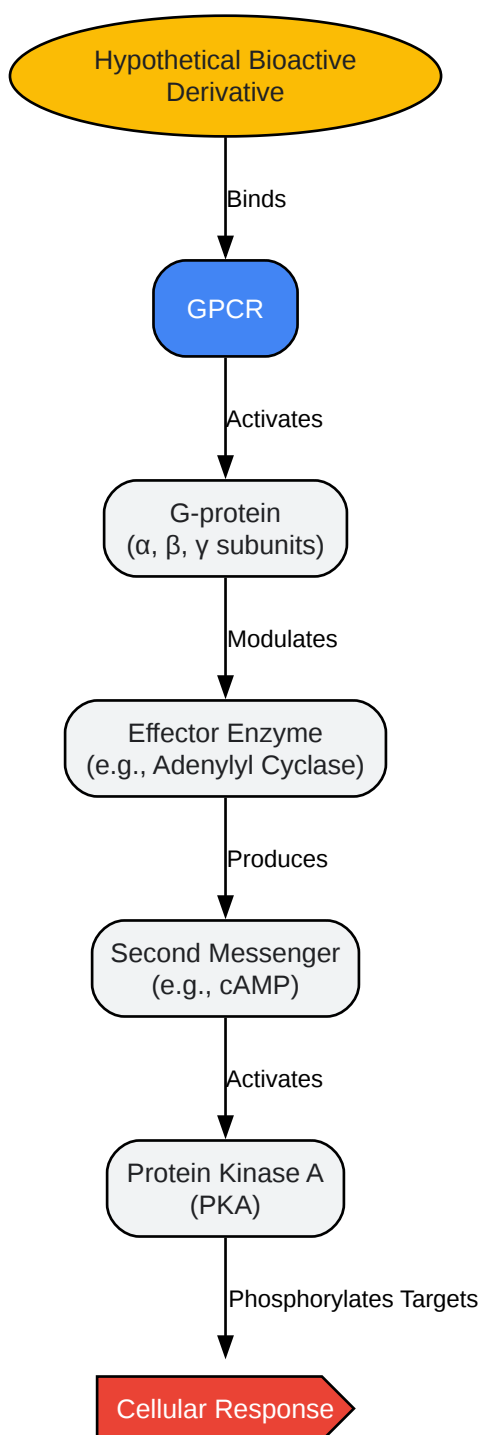 Hypothetical Bioactive
Derivative
Binds
GPCR
Activates
G-protein
(α, β, γ subunits)
Modulates
Effector Enzyme
(e.g., Adenylyl Cyclase)
Produces
Second Messenger
(e.g., cAMP)
Activates
Protein Kinase A
(PKA)
Phosphorylates Targets
Cellular Response